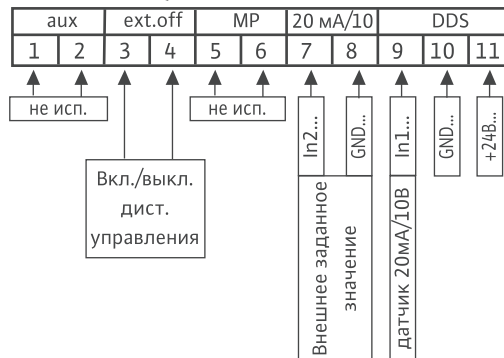 aux ext.off MP 20 мА/10 DDS
1 2 3 4 5 6 7 8 9 10 11
не исп. не исп. In2... GND... In1... GND... +24В...
Вкл./выкл.
дист.
управления
Внешнее заданное
значение
датчик 20мА/10В